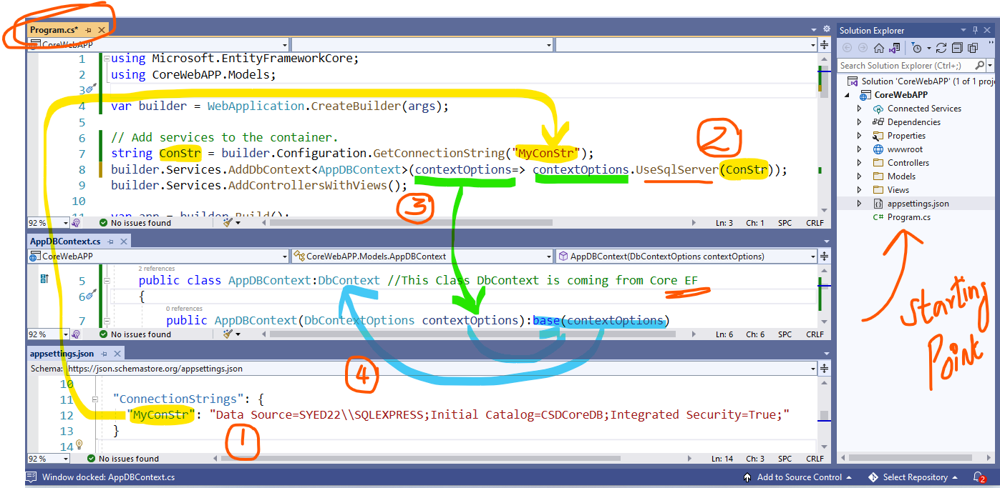 Program.cs*
CoreWebAPP
1 using Microsoft.EntityFrameworkCore;
2 using CoreWebAPP.Models;
3
4 var builder = WebApplication.CreateBuilder(args);
5
6 // Add services to the container.
7 string ConStr = builder.Configuration.GetConnectionString("MyConStr");
8 builder.Services.AddDbContext<AppDBContext>(contextOptions=> contextOptions.UseSqlServer(ConStr));
9 builder.Services.AddControllersWithViews();
10
11 var app = builder.Build();
2
3
92 % No issues found Ln: 3 Ch: 1 SPC CRLF
AppDBContext.cs
CoreWebAPP CoreWebAPP.Models.AppDBContext AppDBContext(DbContextOptions contextOptions)
2 references
5 public class AppDBContext:DbContext //This Class DbContext is coming from Core EF
6 {
0 references
7 public AppDBContext(DbContextOptions contextOptions):base(contextOptions)
92 % No issues found Ln: 6 Ch: 6 SPC CRLF
appsettings.json
Schema: https://json.schemastore.org/appsettings.json
4
10
11 "ConnectionStrings": {
12 "MyConStr": "Data Source=SYED22\\SQLEXPRESS;Initial Catalog=CSDCoreDB;Integrated Security=True;"
13 }
14
1
92 % No issues found Ln: 14 Ch: 3 SPC CRLF
Window docked: AppDBContext.cs Add to Source Control Select Repository 2
Solution Explorer
Search Solution Explorer (Ctrl+;)
Solution 'CoreWebAPP' (1 of 1 proje
CoreWebAPP
Connected Services
Dependencies
Properties
wwwroot
Controllers
Models
Views
appsettings.json
C# Program.cs
Starting
Point